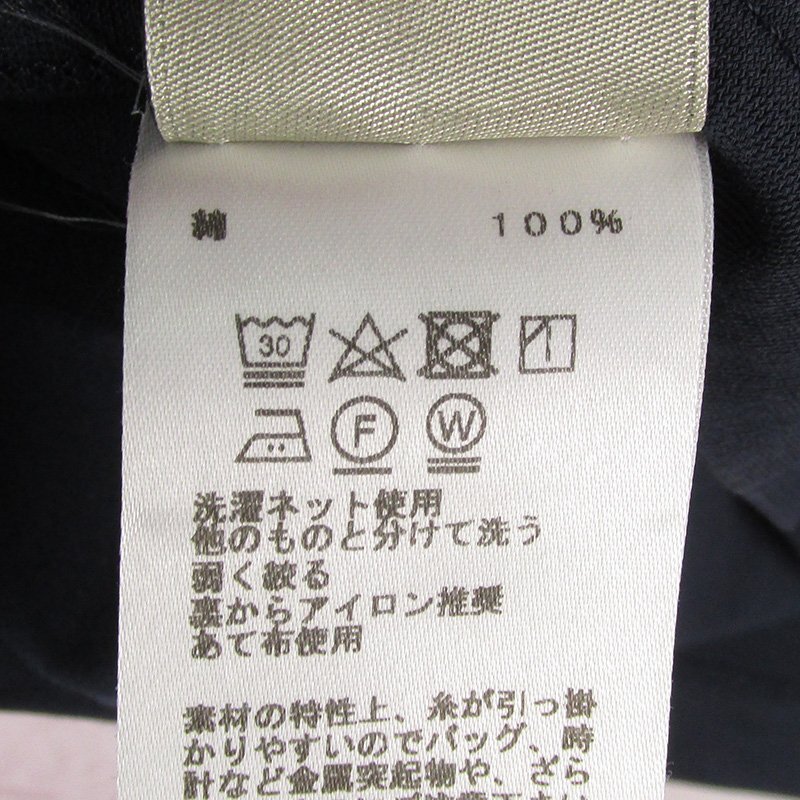 綿 100%
30
F W
洗濯ネット使用
他のものと分けて洗う
弱く絞る
裏からアイロン推奨
あて布使用
素材の特性上、糸が引っ掛
かりやすいのでバッグ、時
計など金属突起物や、ざら